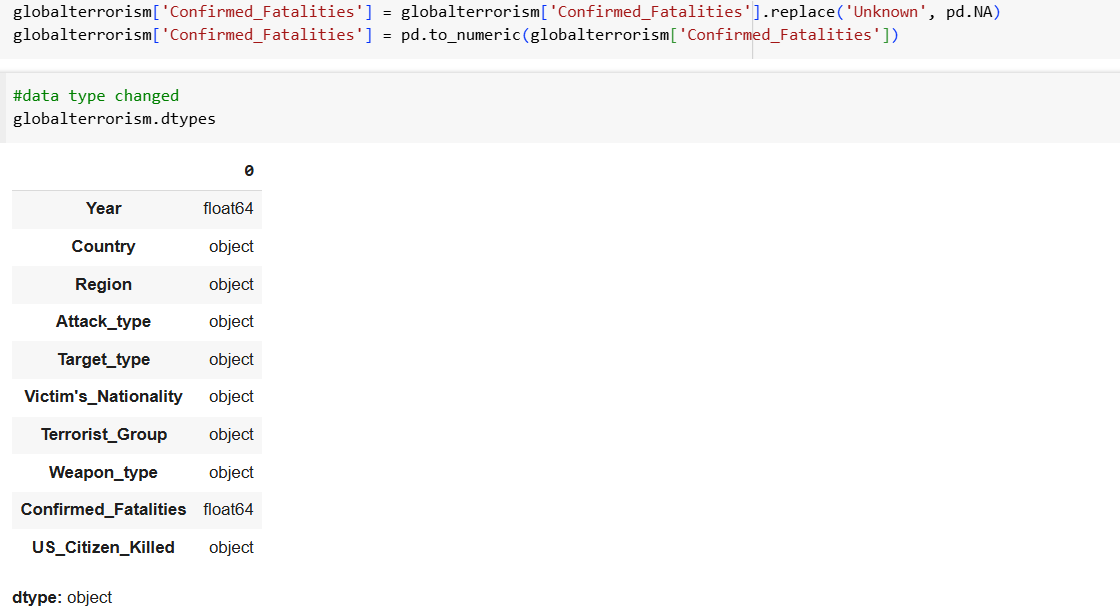 globalterrorism['Confirmed_Fatalities'] = globalterrorism['Confirmed_Fatalities'].replace('Unknown', pd.NA)
globalterrorism['Confirmed_Fatalities'] = pd.to_numeric(globalterrorism['Confirmed_Fatalities'])
#data type changed
globalterrorism.dtypes
0
Year float64
Country object
Region object
Attack_type object
Target_type object
Victim's_Nationality object
Terrorist_Group object
Weapon_type object
Confirmed_Fatalities float64
US_Citizen_Killed object
dtype: object